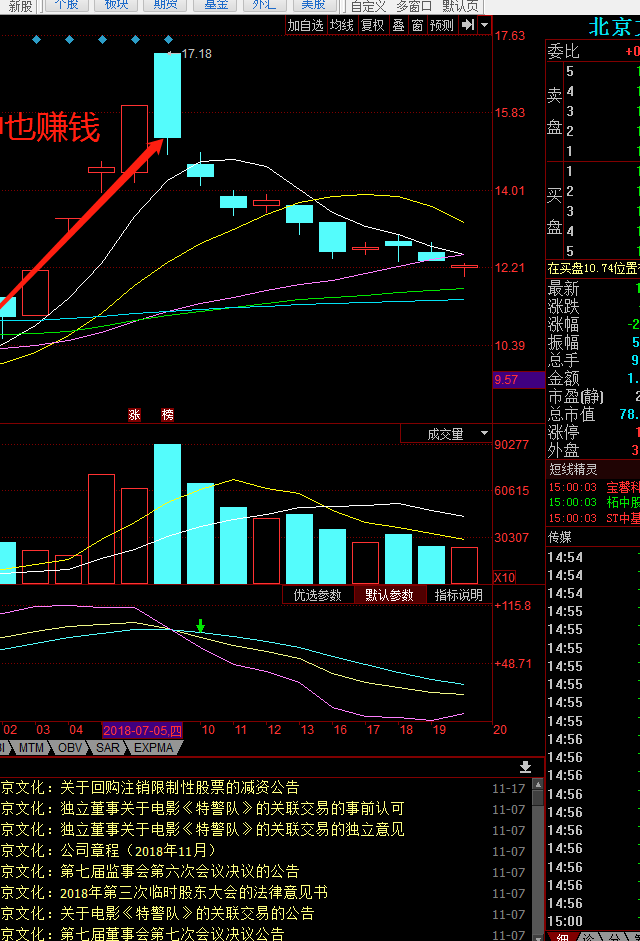 新股 个股 板块 期货 基金 外汇 美股 自定义 多窗口 默认页
加自选 均线 复权 叠 窗 预测
17.63
北京
17.18
委比 +0
5
卖 4
15.83
3
盘 2
也赚钱
1
1
14.01
买 2
3
盘 4
5
12.21
在买盘10.74位置
最新 1
涨跌
涨幅 -2
10.39
振幅 5
总手 9
9.57
金额 1.
市盈(静) 2
总市值 78.
涨 榜
涨停 1
成交量
外盘 3
90277
短线精灵
60615
15:00:03 宝馨科
15:00:03 柘中股
15:00:03 ST中基
30307
传媒
14:54
X10
14:54
优选参数 默认参数 指标说明
14:54
+115.8
14:55
14:55
14:55
+48.71
14:55
14:55
14:55
02 03 04 2018-07-05,四 10 11 12 13 16 17 18 19 20
14:55
MTM OBV SAR EXPMA
14:56
14:56
14:56
京文化：关于回购注销限制性股票的减资公告 11-17
14:56
京文化：独立董事关于电影《特警队》的关联交易的事前认可 11-07
14:56
京文化：独立董事关于电影《特警队》的关联交易的独立意见 11-07
14:56
京文化：公司章程（2018年11月） 11-07
14:56
京文化：第七届监事会第六次会议决议的公告 11-07
14:56
京文化：2018年第三次临时股东大会的法律意见书 11-07
14:56
京文化：关于电影《特警队》的关联交易的公告 11-07
14:56
15:00
京文化：第七届董事会第七次会议决议公告 11-07
细